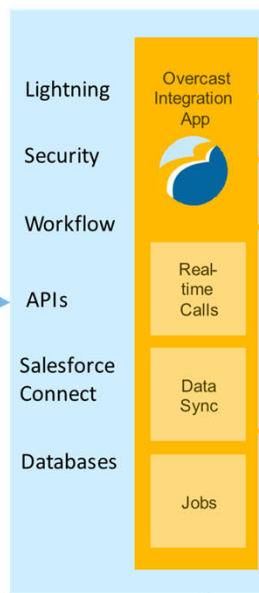 Lightning
Security
Workflow
APIs
Salesforce
Connect
Databases
Overcast
Integration
App
Real-
time
Calls
Data
Sync
Jobs